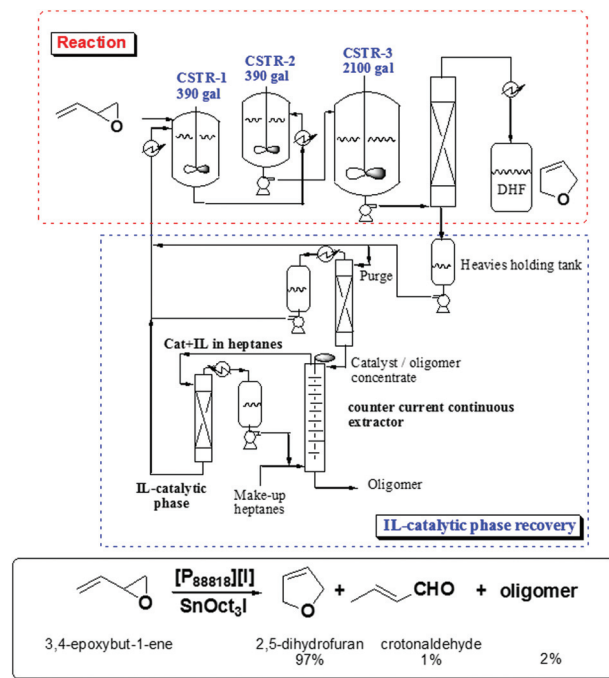 Reaction
CSTR-1
390 gal
CSTR-2
390 gal
CSTR-3
2100 gal
O
DHF
O
Heavies holding tank
Purge
Cat+IL in heptanes
Catalyst / oligomer
concentrate
counter current continuous
extractor
IL-catalytic
phase
Make-up
heptanes
Oligomer
IL-catalytic phase recovery
O
[P88818][I]
SnOct3I
O
+
CHO
+
oligomer
3,4-epoxybut-1-ene
2,5-dihydrofuran
crotonaldehyde
97%
1%
2%